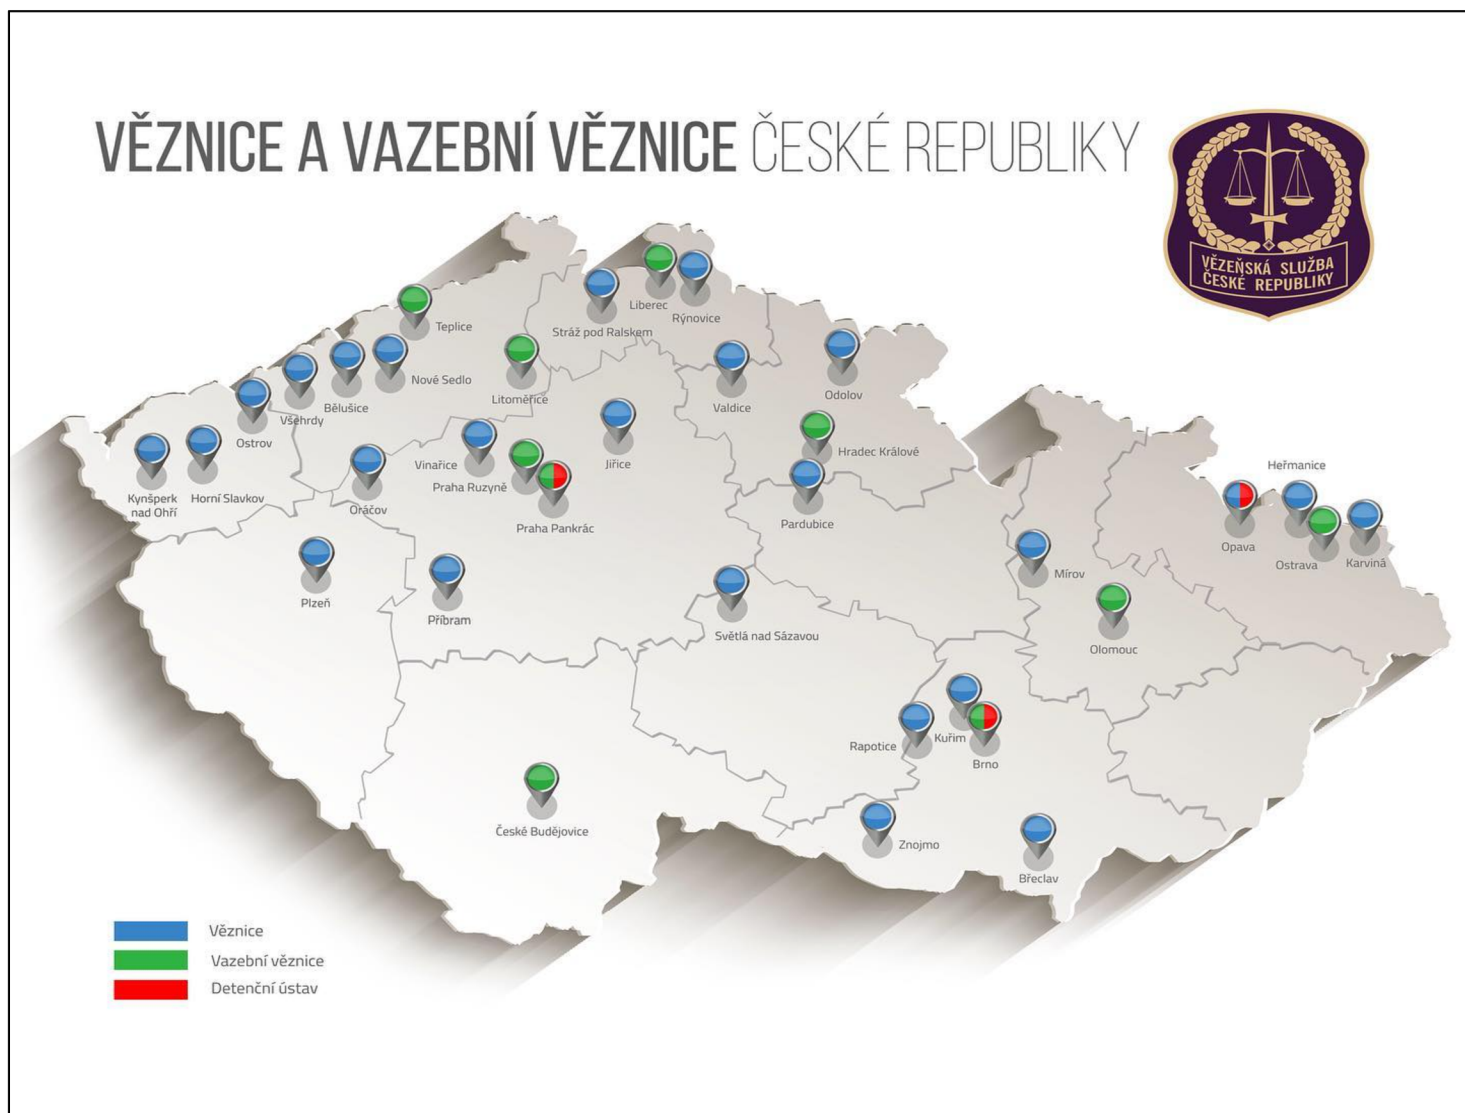 VĚZNICE A VAZEBNÍ VĚZNICE ČESKÉ REPUBLIKY
VĚZEŇSKÁ SLUŽBA
ČESKÉ REPUBLIKY
Liberec
Rýnovice
Stráž pod Ralskem
Teplice
Nové Sedlo
Litoměřice
Bělušice
Všehrdy
Ostrov
Valdice
Odolov
Hradec Králové
Jiřice
Vinařice
Praha Ruzyně
Praha Pankrác
Pardubice
Kynšperk
nad Ohří
Horní Slavkov
Oráčov
Heřmanice
Opava
Ostrava
Karviná
Mírov
Plzeň
Příbram
Světlá nad Sázavou
Olomouc
Rapotice
Kuřim
Brno
České Budějovice
Znojmo
Břeclav
Věznice
Vazební věznice
Detenční ústav